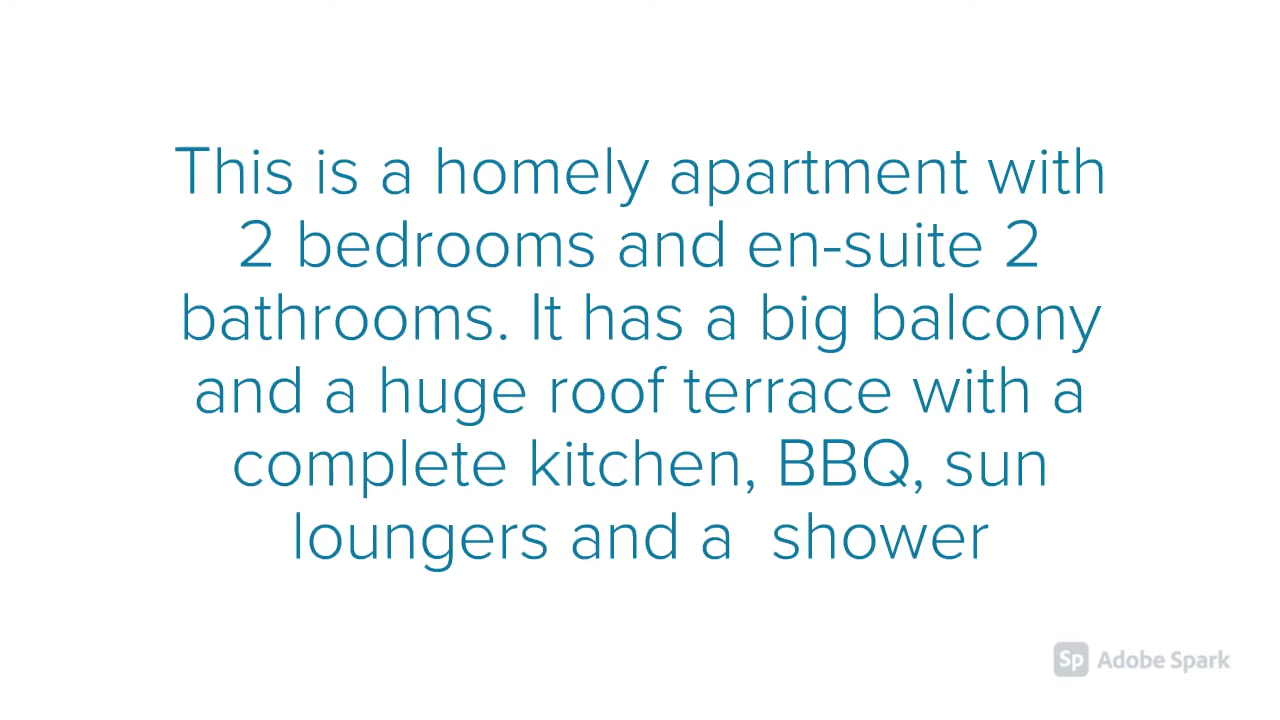 This is a homely apartment with
2 bedrooms and en-suite 2
bathrooms. It has a big balcony
and a huge roof terrace with a
complete kitchen, BBQ, sun
loungers and a  shower
Sp Adobe Spark